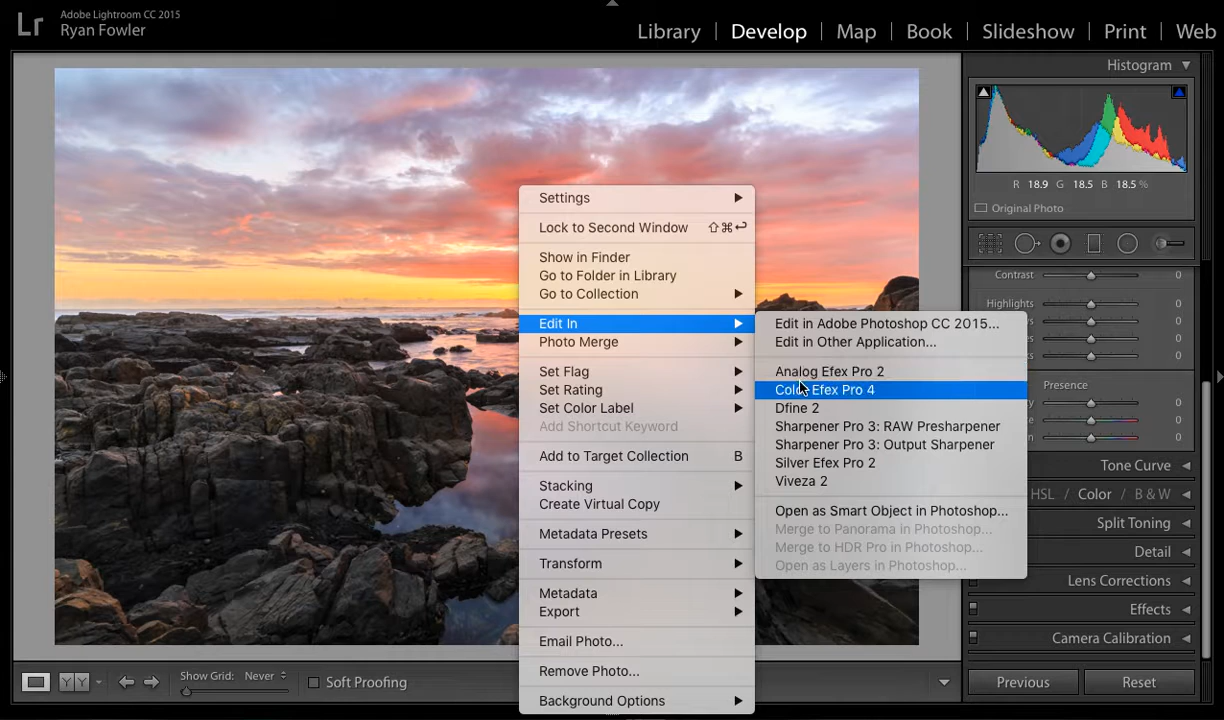 Adobe Lightroom CC 2015
Lr Ryan Fowler
Library | Develop | Map | Book | Slideshow | Print | Web
Histogram
R 18.9 G 18.5 B 18.5 %
Original Photo
Contrast 0
Highlights 0
0
0
0
Presence
0
0
0
Tone Curve
HSL / Color / B & W
Split Toning
Detail
Lens Corrections
Effects
Camera Calibration
Previous Reset
Settings
Lock to Second Window ⇧⌘↩
Show in Finder
Go to Folder in Library
Go to Collection
Edit In
Photo Merge
Set Flag
Set Rating
Set Color Label
Add Shortcut Keyword
Add to Target Collection B
Stacking
Create Virtual Copy
Metadata Presets
Transform
Metadata
Export
Email Photo...
Remove Photo...
Background Options
Edit in Adobe Photoshop CC 2015...
Edit in Other Application...
Analog Efex Pro 2
Color Efex Pro 4
Dfine 2
Sharpener Pro 3: RAW Presharpener
Sharpener Pro 3: Output Sharpener
Silver Efex Pro 2
Viveza 2
Open as Smart Object in Photoshop...
Merge to Panorama in Photoshop...
Merge to HDR Pro in Photoshop...
Open as Layers in Photoshop...
YY Show Grid: Never Soft Proofing